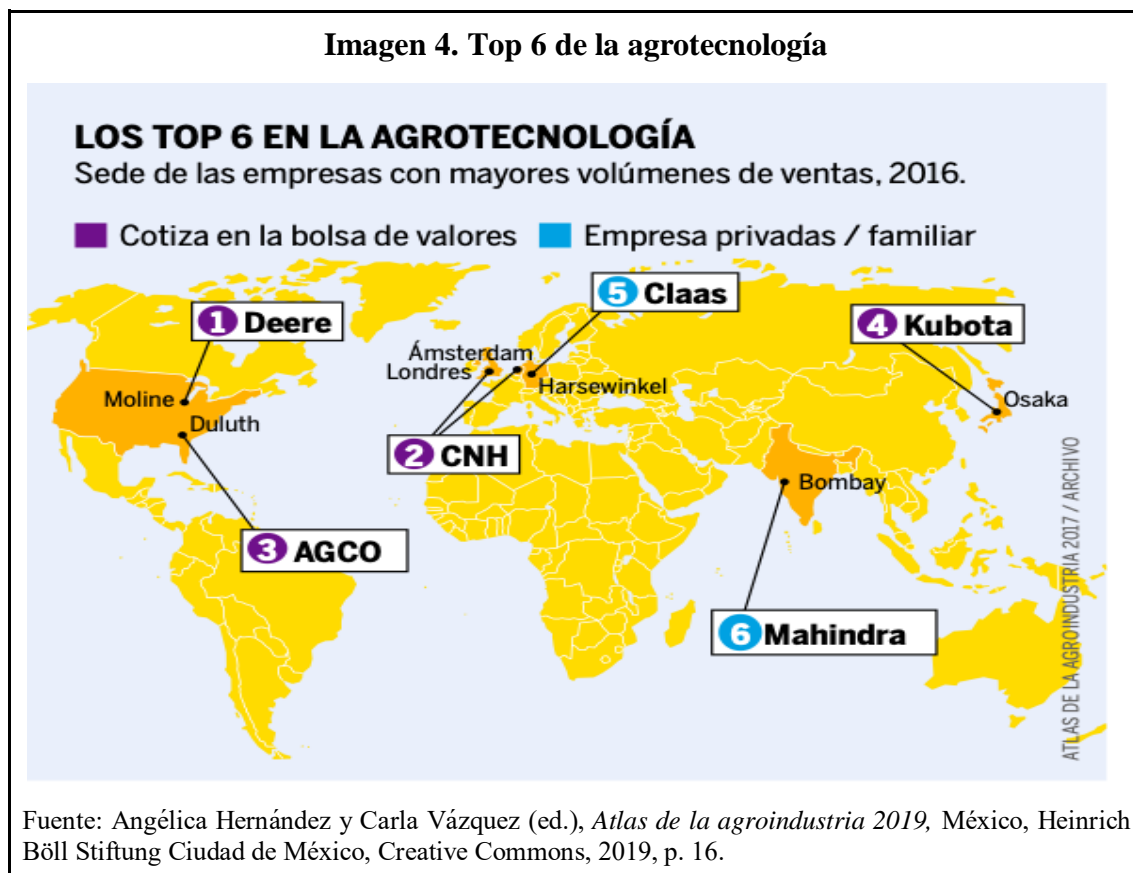 Imagen 4. Top 6 de la agrotecnología
LOS TOP 6 EN LA AGROTECNOLOGÍA
Sede de las empresas con mayores volúmenes de ventas, 2016.
Cotiza en la bolsa de valores
Empresa privadas / familiar
1 Deere
5 Claas
4 Kubota
Moline
Duluth
Ámsterdam
Londres
Harsewinkel
Osaka
2 CNH
Bombay
3 AGCO
6 Mahindra
ATLAS DE LA AGROINDUSTRIA 2017 / ARCHIVO
Fuente: Angélica Hernández y Carla Vázquez (ed.), Atlas de la agroindustria 2019, México, Heinrich
Böll Stiftung Ciudad de México, Creative Commons, 2019, p. 16.